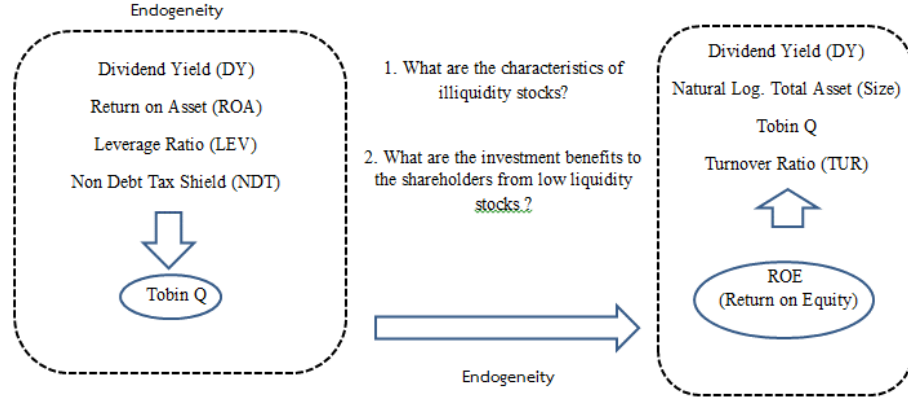 Endogeneity
Dividend Yield (DY)
Return on Asset (ROA)
Leverage Ratio (LEV)
Non Debt Tax Shield (NDT)
Tobin Q
1. What are the characteristics of
illiquidity stocks?
2. What are the investment benefits to
the shareholders from low liquidity
stocks ?
Endogeneity
Dividend Yield (DY)
Natural Log. Total Asset (Size)
Tobin Q
Turnover Ratio (TUR)
ROE
(Return on Equity)